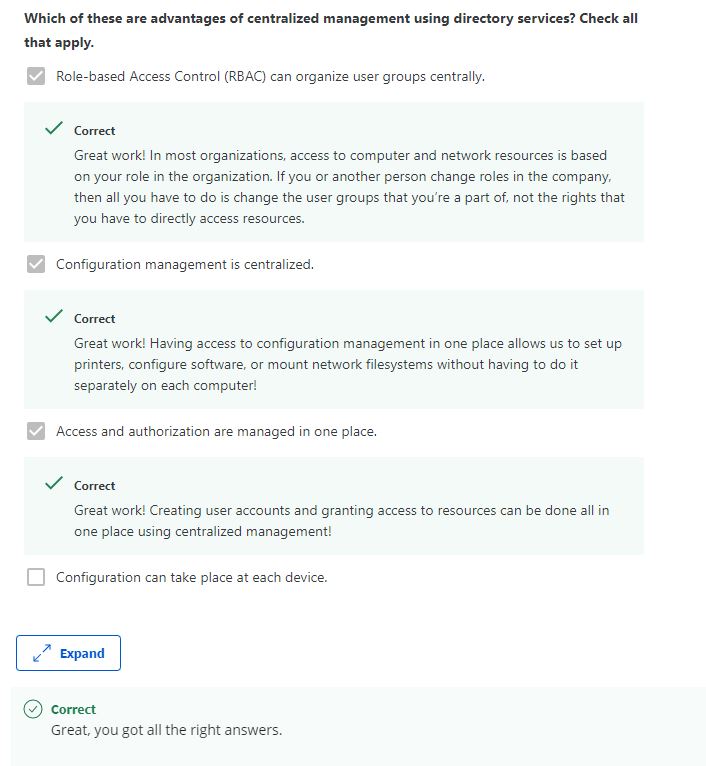 Which of these are advantages of centralized management using directory services? Check all
that apply.
Role-based Access Control (RBAC) can organize user groups centrally.
Correct
Great work! In most organizations, access to computer and network resources is based
on your role in the organization. If you or another person change roles in the company,
then all you have to do is change the user groups that you're a part of, not the rights that
you have to directly access resources.
Configuration management is centralized.
Correct
Great work! Having access to configuration management in one place allows us to set up
printers, configure software, or mount network filesystems without having to do it
separately on each computer!
Access and authorization are managed in one place.
Correct
Great work! Creating user accounts and granting access to resources can be done all in
one place using centralized management!
Configuration can take place at each device.
Expand
Correct
Great, you got all the right answers.